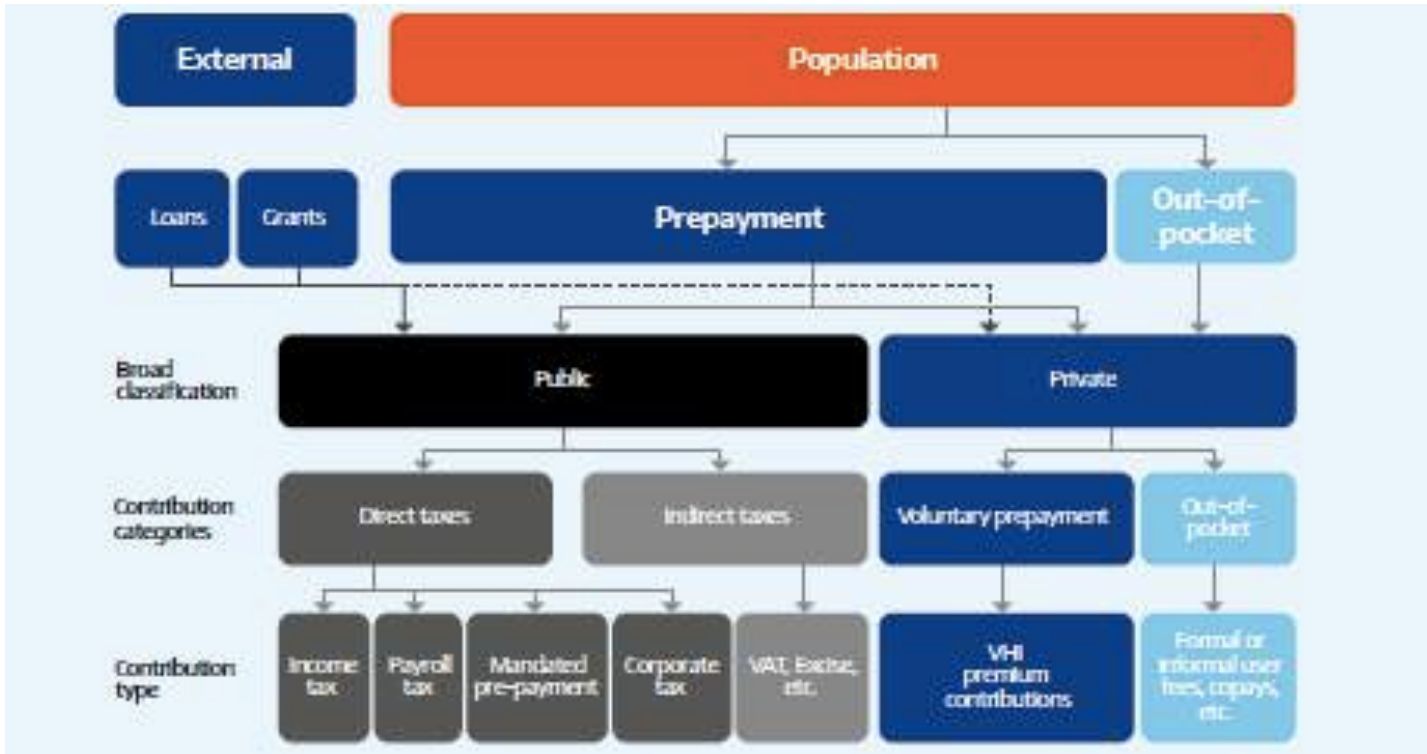 External
Population
Loans
Grants
Prepayment
Out-of-
pocket
Broad
classification
Public
Private
Contribution
categories
Direct taxes
Indirect taxes
Voluntary prepayment
Out-of-
pocket
Contribution
type
Income
tax
Payroll
tax
Mandated
pre-payment
Corporate
tax
VAT, Excise,
etc.
VHI
premium
contributions
Formal or
informal user
fees, copays,
etc.